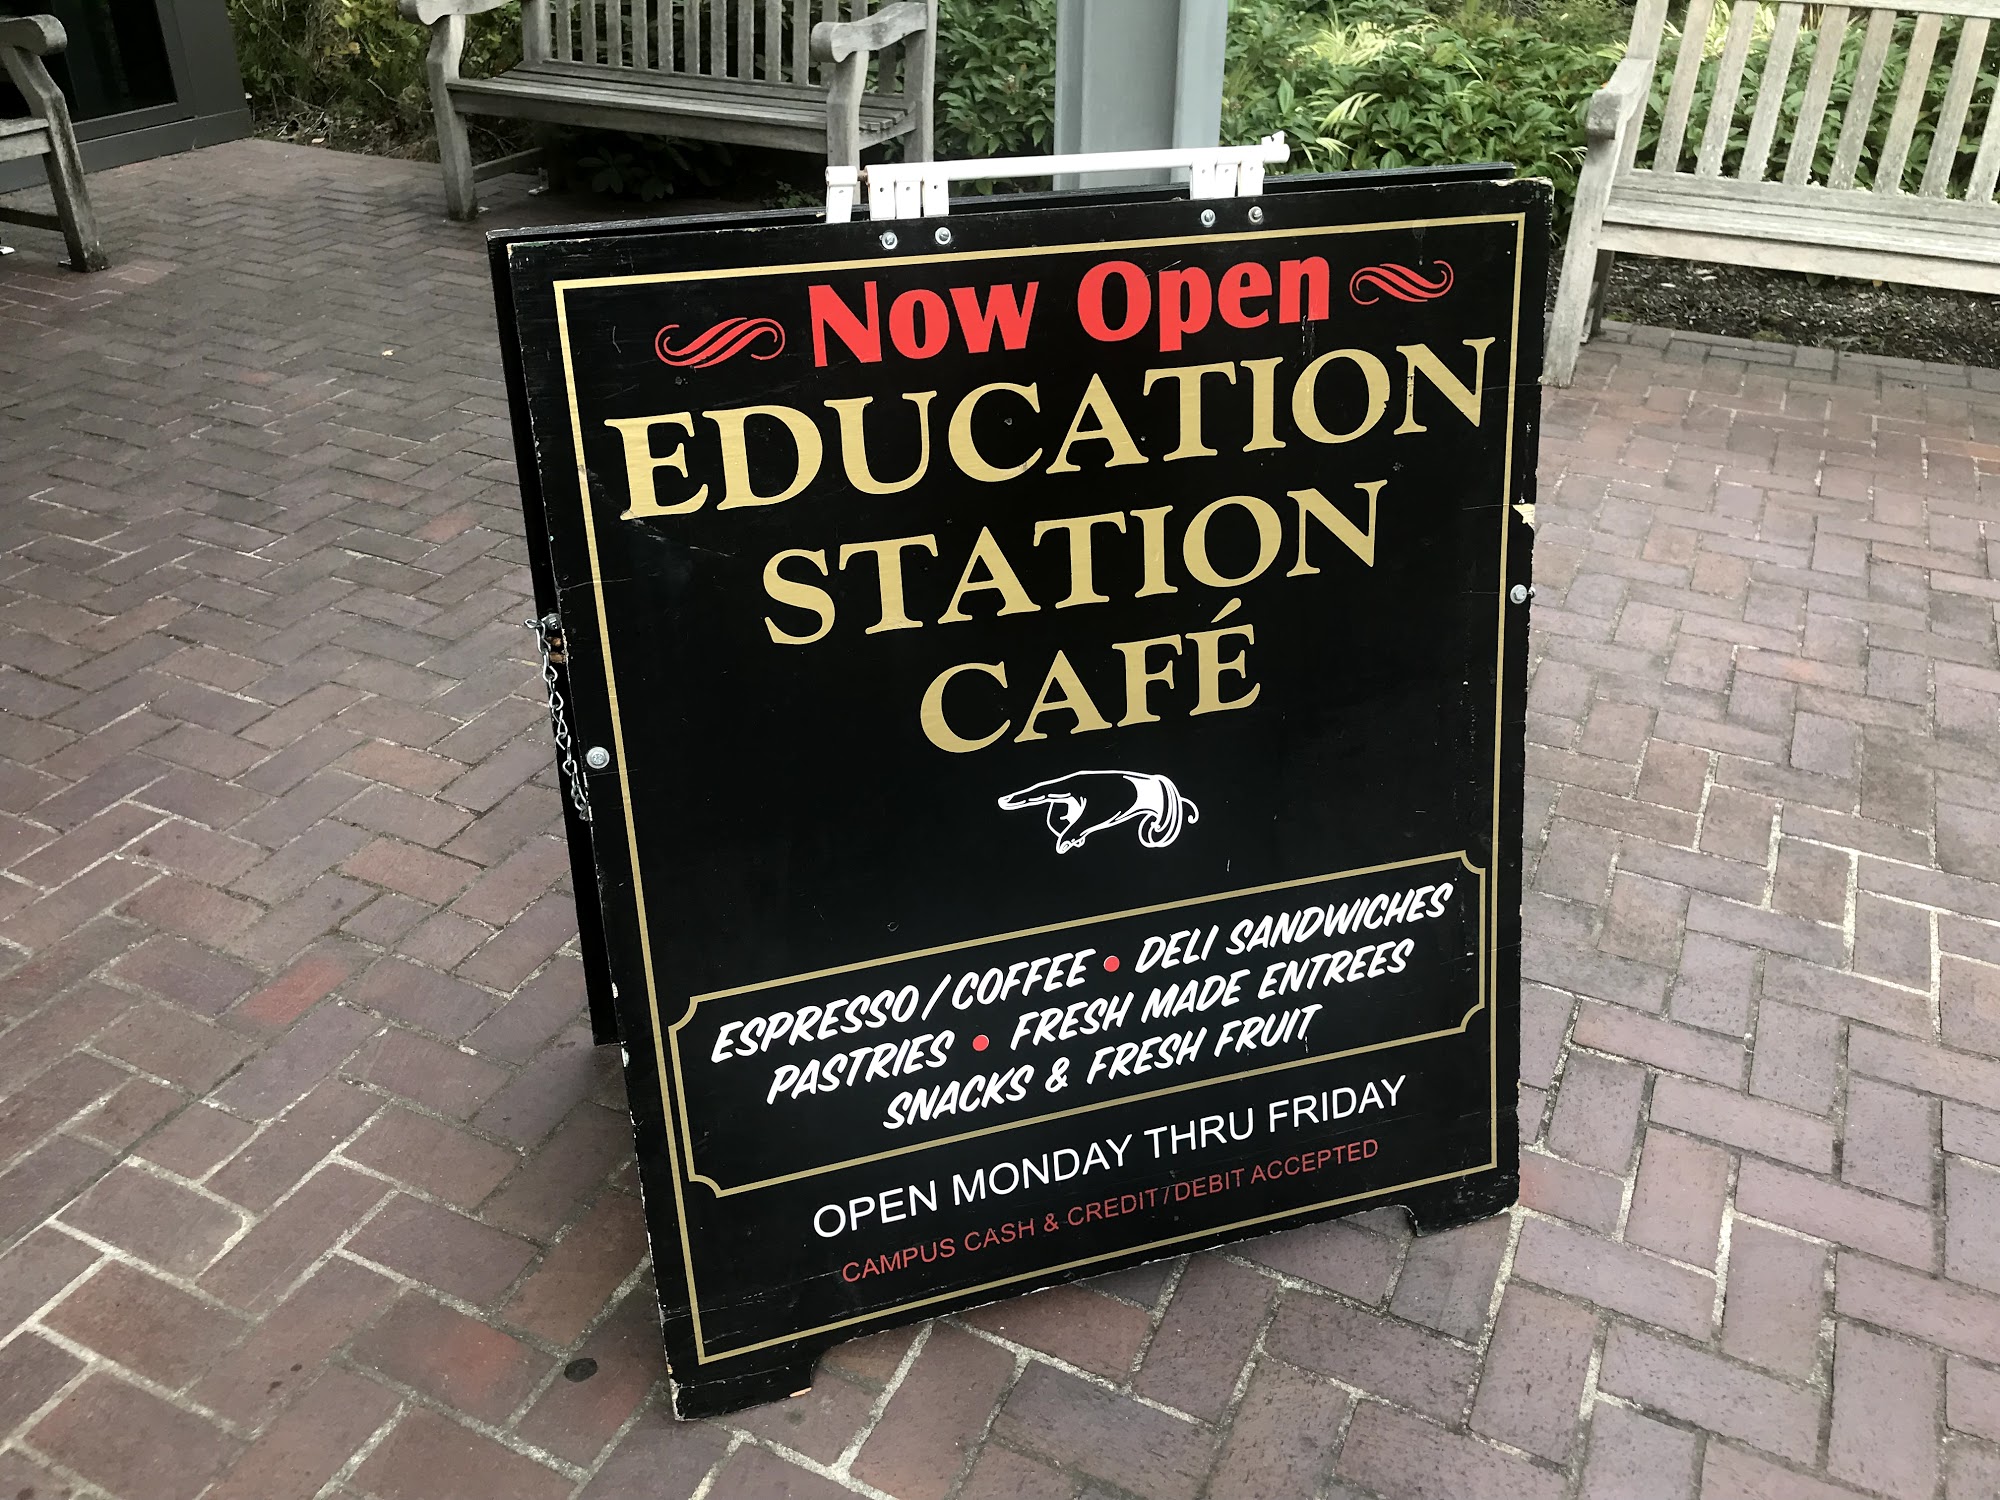 Now Open
EDUCATION
STATION
CAFÉ
ESPRESSO/COFFEE • DELI SANDWICHES
PASTRIES • FRESH MADE ENTREES
SNACKS & FRESH FRUIT
OPEN MONDAY THRU FRIDAY
CAMPUS CASH & CREDIT/DEBIT ACCEPTED